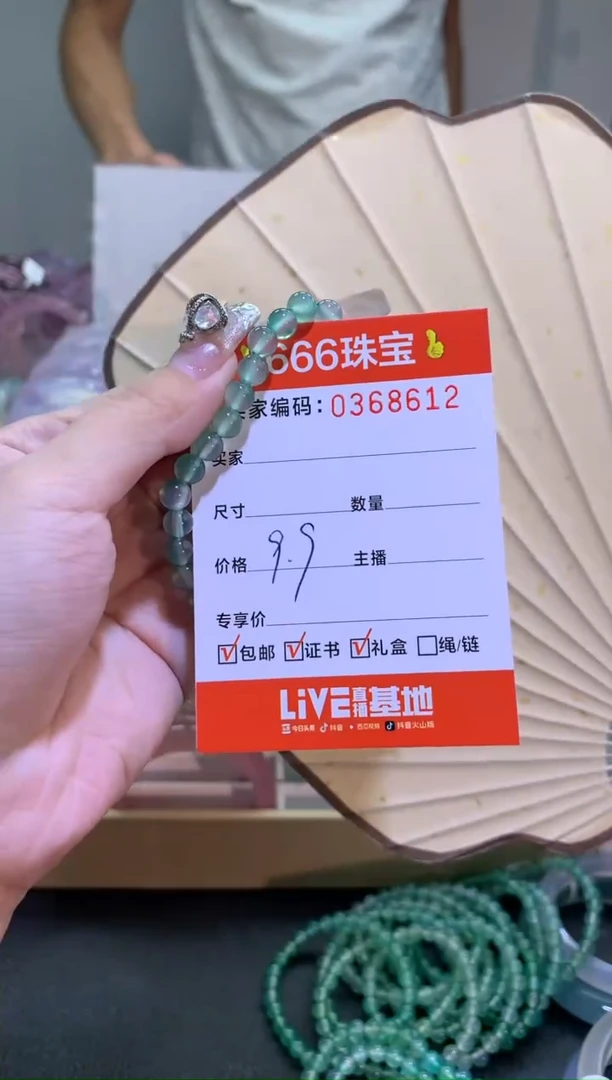 666珠宝
家编码：0368612
买家
尺寸 数量
价格 9.9 主播
专享价
√包邮 √证书 √礼盒 □绳/链
LiVE直播基地
今日头条 抖音 西瓜视频 抖音火山版